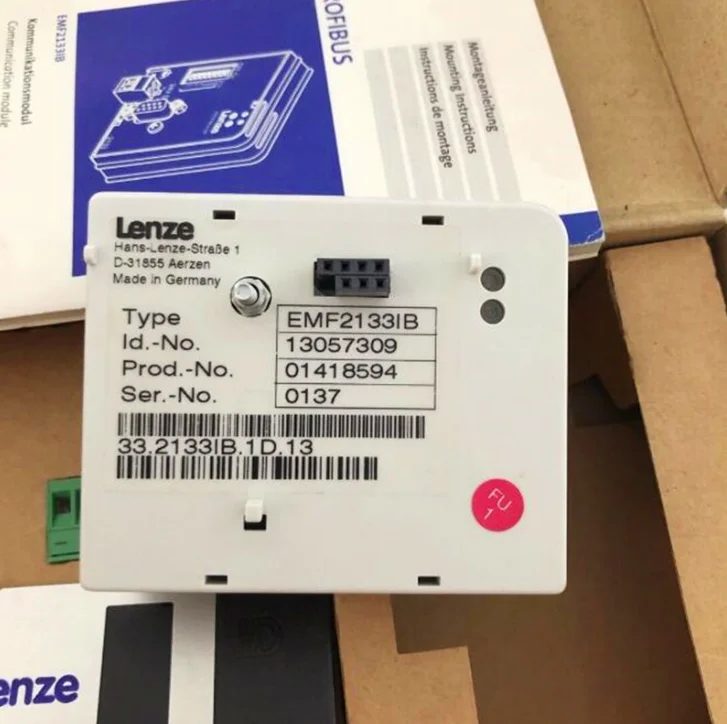 EMF2133IB
Kommunikationsmodul
Communication module
OFIBUS
Montageanleitung
Mounting Instructions
Instructions de montage
Lenze
Hans-Lenze-Straße 1
D-31855 Aerzen
Made in Germany
Type EMF2133IB
Id.-No. 13057309
Prod.-No. 01418594
Ser.-No. 0137
33.2133IB.1D.13
FU
1
enze